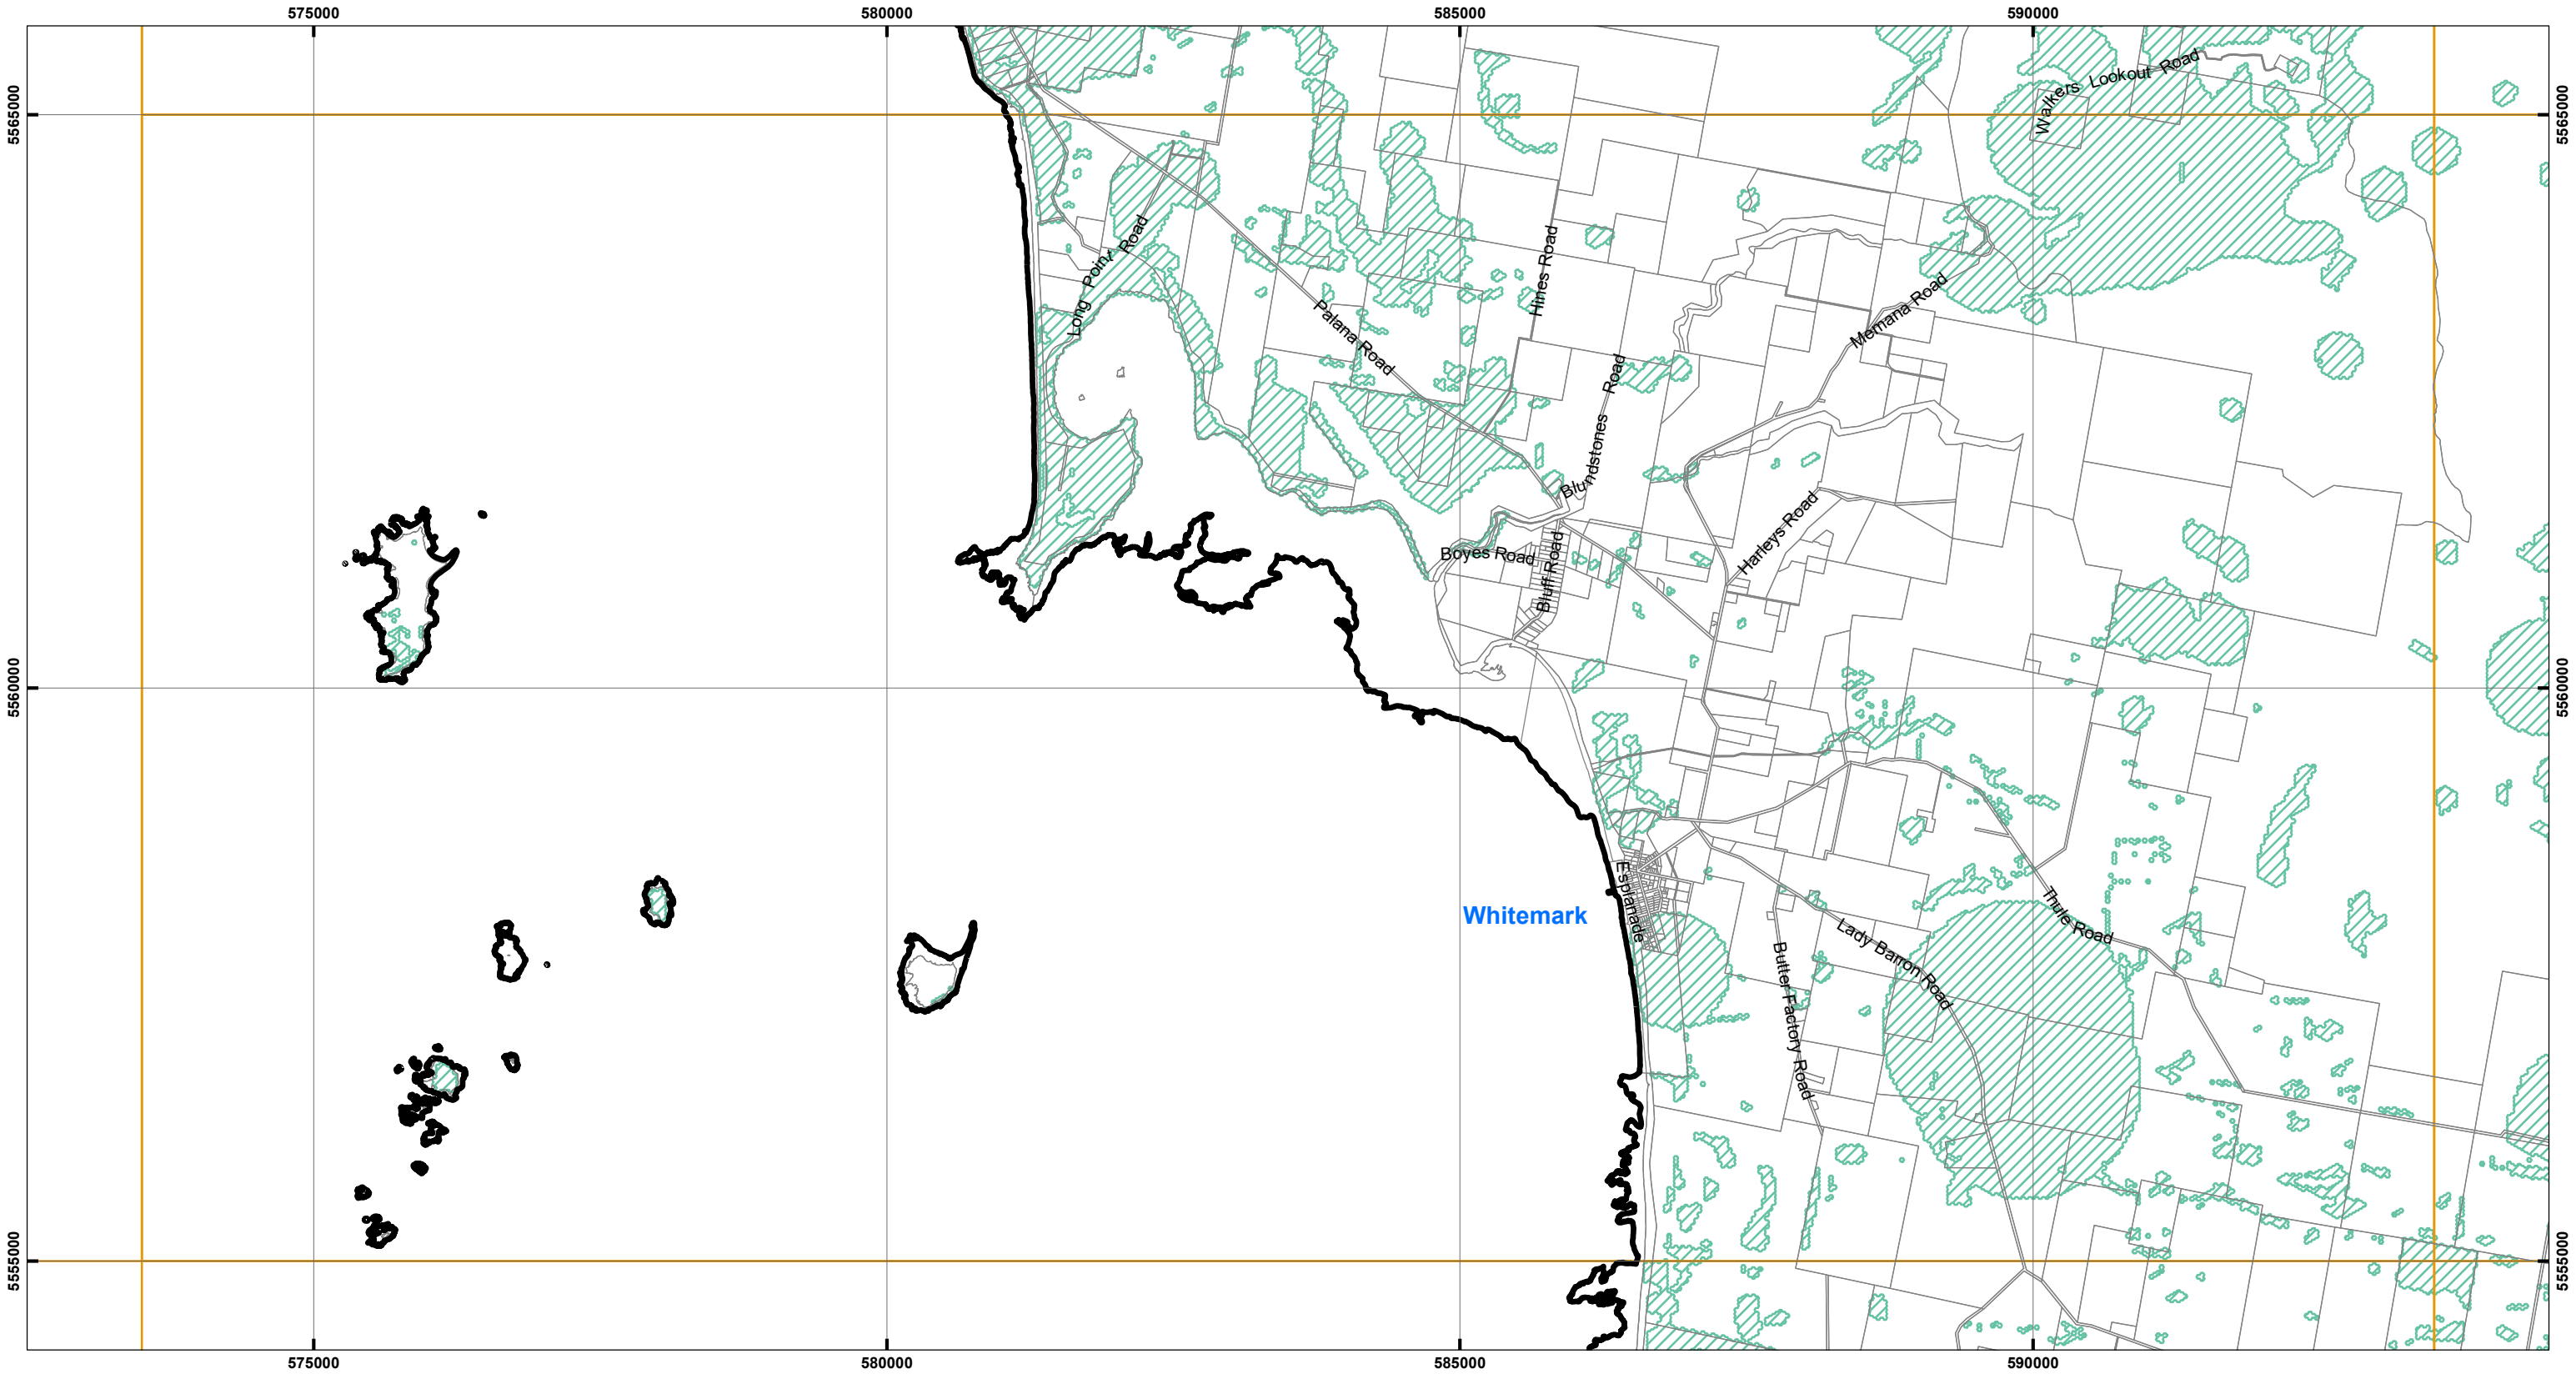 575000
580000
585000
590000
5565000
5565000
Walkers Lookout Road
Long Point Road
Hines Road
Palana Road
Memana Road
Blundstones Road
Harleys Road
Boyes Road
Bluff Road
5560000
5560000
Esplanade
Whitemark
Thule Road
Lady Barron Road
Butter Factory Road
5555000
5555000
575000
580000
585000
590000